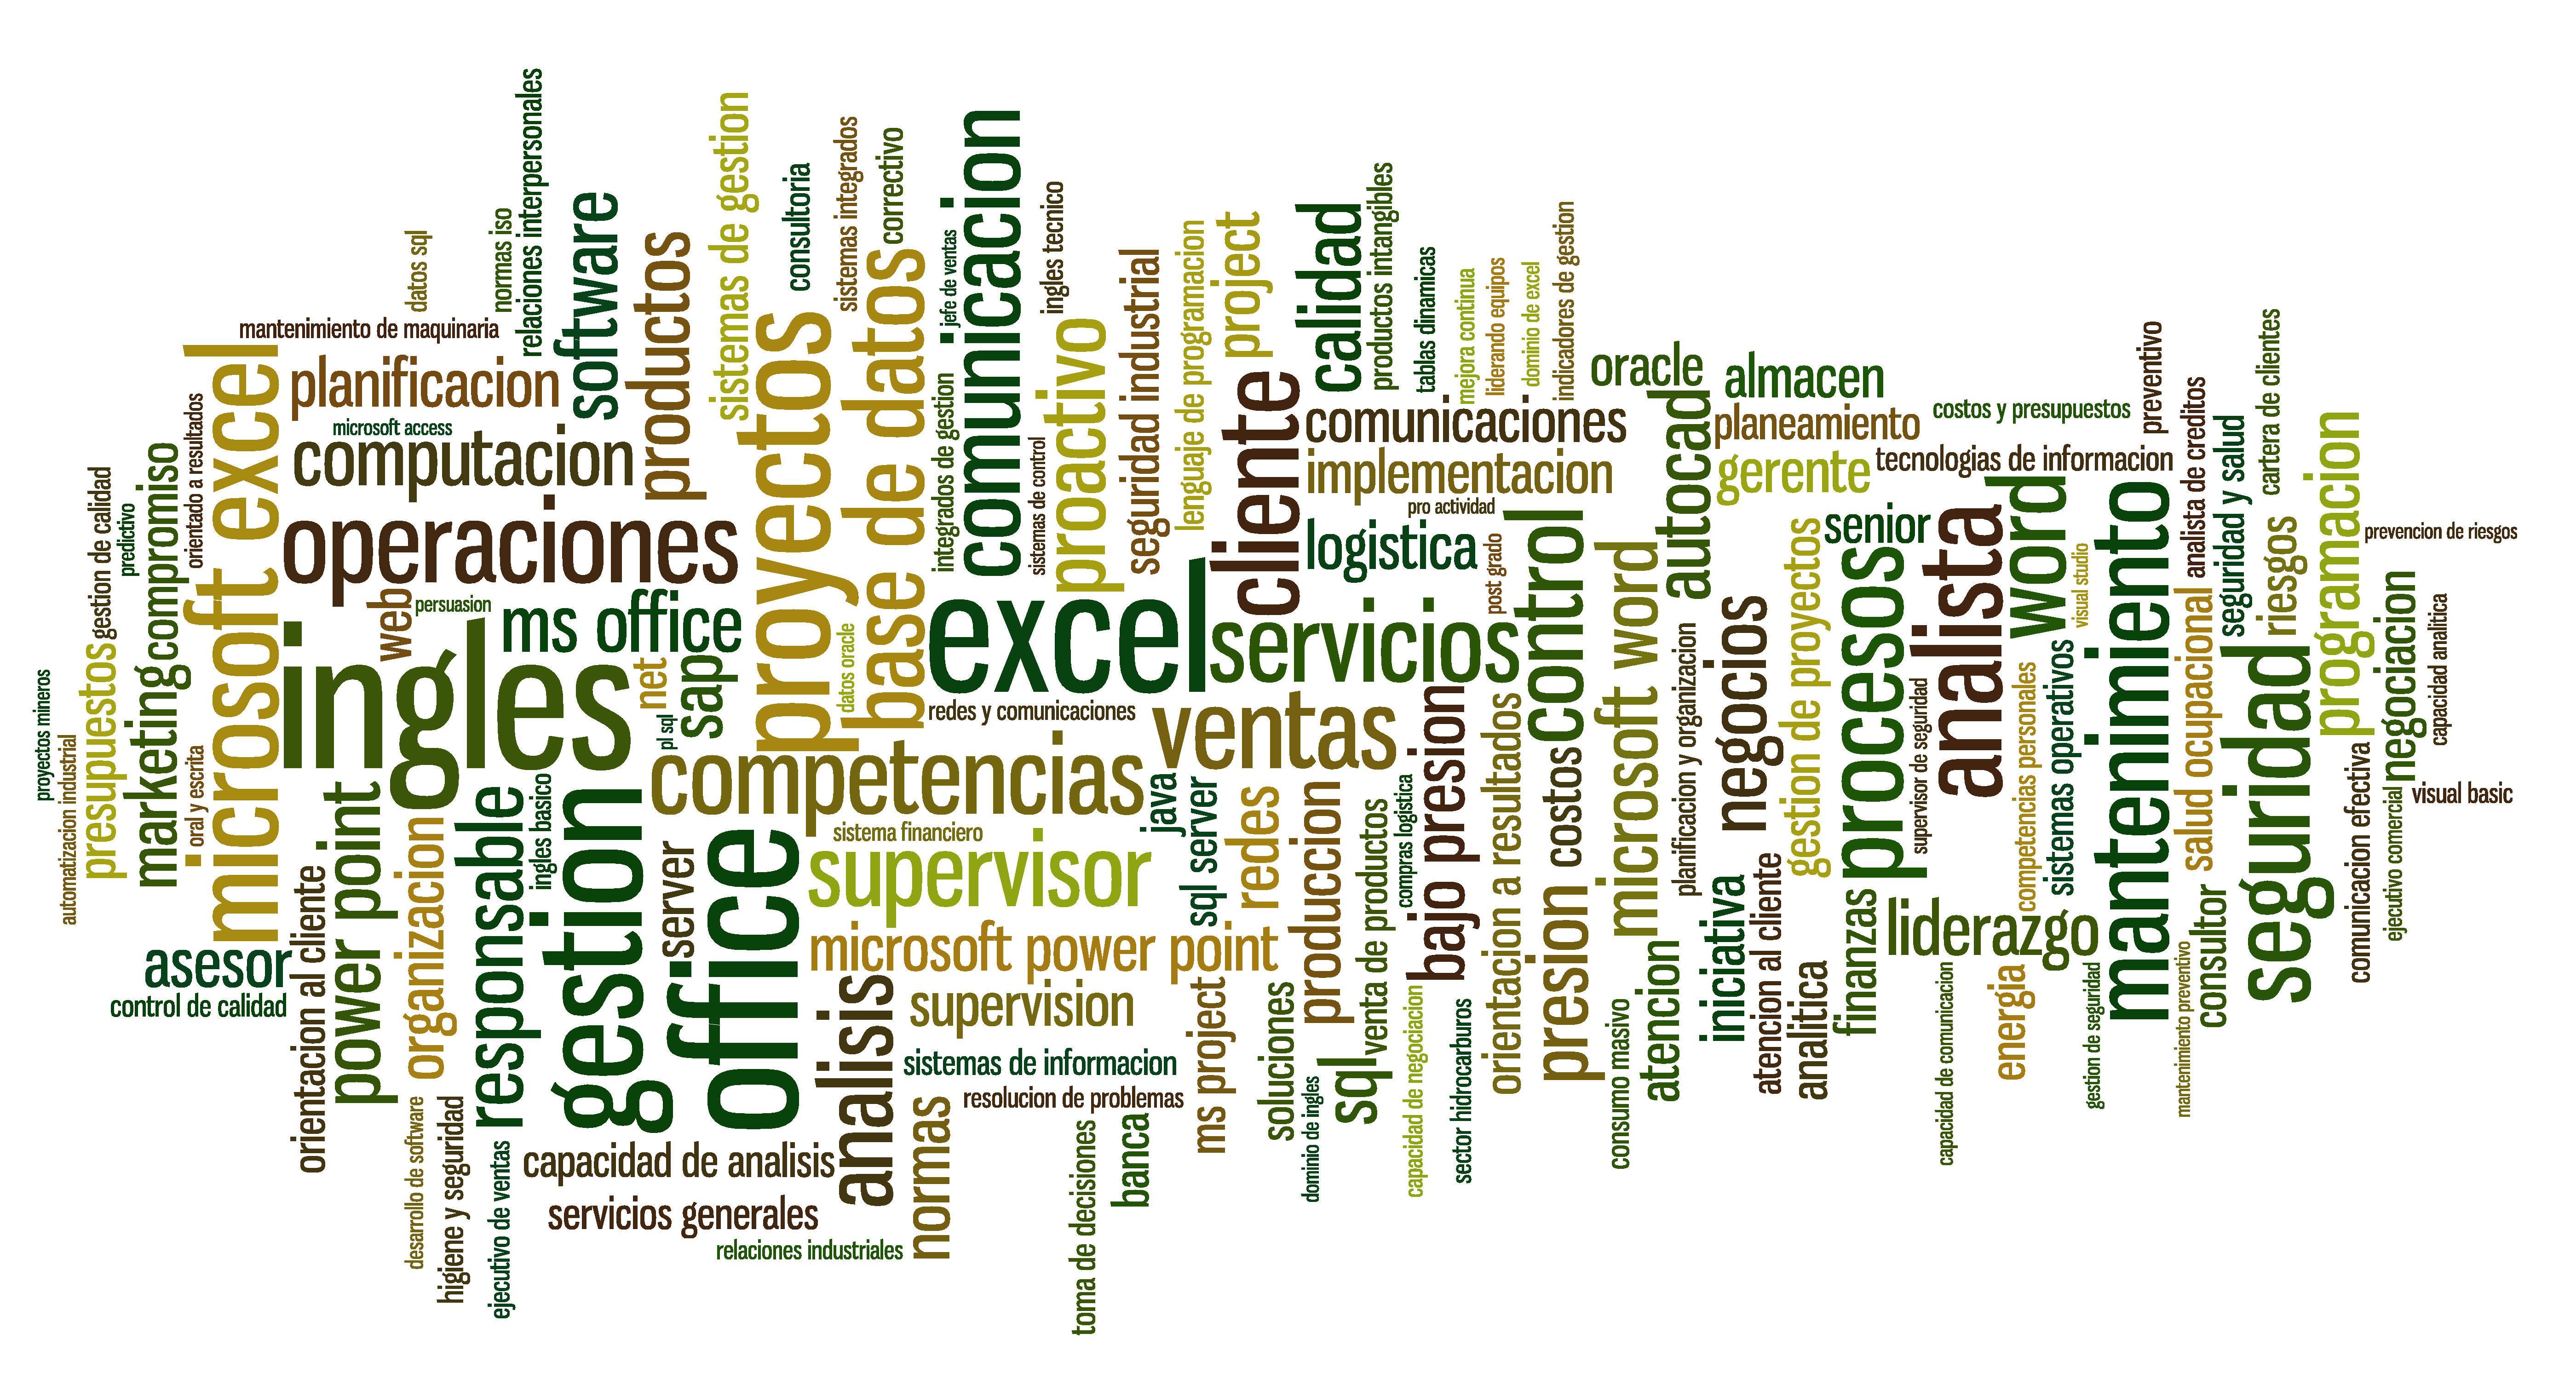 relaciones interpersonales
normas iso
datos sql
mantenimiento de maquinaria
software
productos
sistemas de gestion
consultoria
sistemas integrados
correctivo
jefe de ventas
comunicacion
ingles tecnico
seguridad industrial
lenguaje de programacion
project
calidad
productos intangibles
tablas dinamicas
mejora continua
liderando equipos
dominio de excel
indicadores de gestion
oracle
almacen
planeamiento
costos y presupuestos
preventivo
analista de creditos
seguridad y salud
cartera de clientes
programacion
prevencion de riesgos
planificacion
microsoft access
computacion
operaciones
orientado a resultados
microsoft excel
compromiso
predictivo
gestion de calidad
proyectos
base de datos
integrados de gestion
sistemas de control
proactivo
cliente
comunicaciones
implementacion
pro actividad
logistica
post grado
control
autocad
gerente
tecnologias de informacion
senior
analista
word
visual studio
mantenimiento
salud ocupacional
riesgos
web
persuasion
ms office
ingles
net
sap
pl sql
datos oracle
excel
servicios
redes y comunicaciones
ventas
competencias
microsoft word
planificacion y organizacion
negocios
gestion de proyectos
procesos
supervisor de seguridad
competencias personales
sistemas operativos
seguridad
negociacion
capacidad analitica
comunicacion efectiva
ejecutivo comercial
visual basic
proyectos mineros
automatizacion industrial
presupuestos
marketing
oral y escrita
asesor
control de calidad
orientacion al cliente
power point
organizacion
responsable
ingles basico
gestion
server
office
sistema financiero
supervisor
microsoft power point
analisis
supervision
sistemas de informacion
resolucion de problemas
java
sql server
redes
produccion
venta de productos
compras logistica
bajo presion
orientacion a resultados
costos
presion
iniciativa
atencion al cliente
analitica
finanzas
liderazgo
energia
consultor
mantenimiento preventivo
gestion de seguridad
capacidad de comunicacion
atencion
consumo masivo
sector hidrocarburos
capacidad de negociacion
sql
dominio de ingles
soluciones
ms project
banca
toma de decisiones
normas
capacidad de analisis
servicios generales
relaciones industriales
ejecutivo de ventas
higiene y seguridad
desarrollo de software